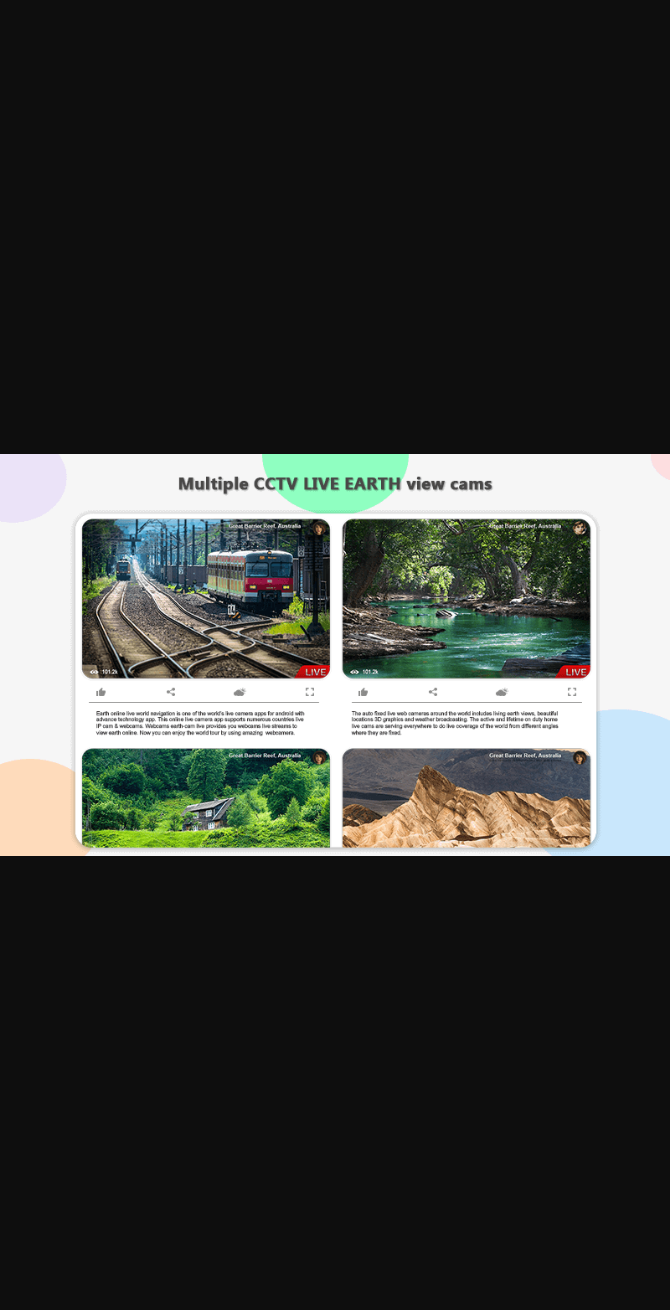 Multiple CCTV LIVE EARTH view cams
Great Barrier Reef, Australia
101.2k
LIVE
Great Barrier Reef, Australia
101.2k
LIVE
Earth online live world navigation is one of the world's live camera apps for android with
advance technology app. This online live camera app supports numerous countries live
IP cam & webcams. Webcams earth cam live provides you webcams live streams to
view earth online. Now you can enjoy the world tour by using amazing webcamera.
The auto fixed live web cameras around the world includes living earth views, beautiful
locations 3D graphics and weather broadcasting. The active and lifetime on duty home
live cams are serving everywhere to do live coverage of the world from different angles
where they are fixed.
Great Barrier Reef, Australia
Great Barrier Reef, Australia